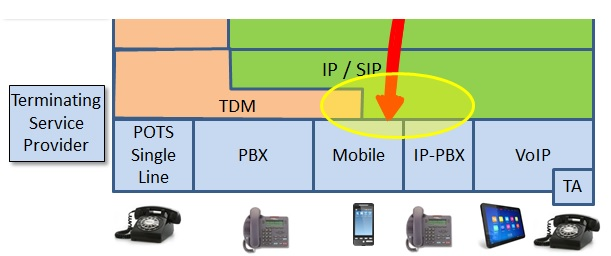 IP / SIP
TDM
Terminating
Service
Provider
POTS
Single
Line
PBX
Mobile
IP-PBX
VoIP
TA